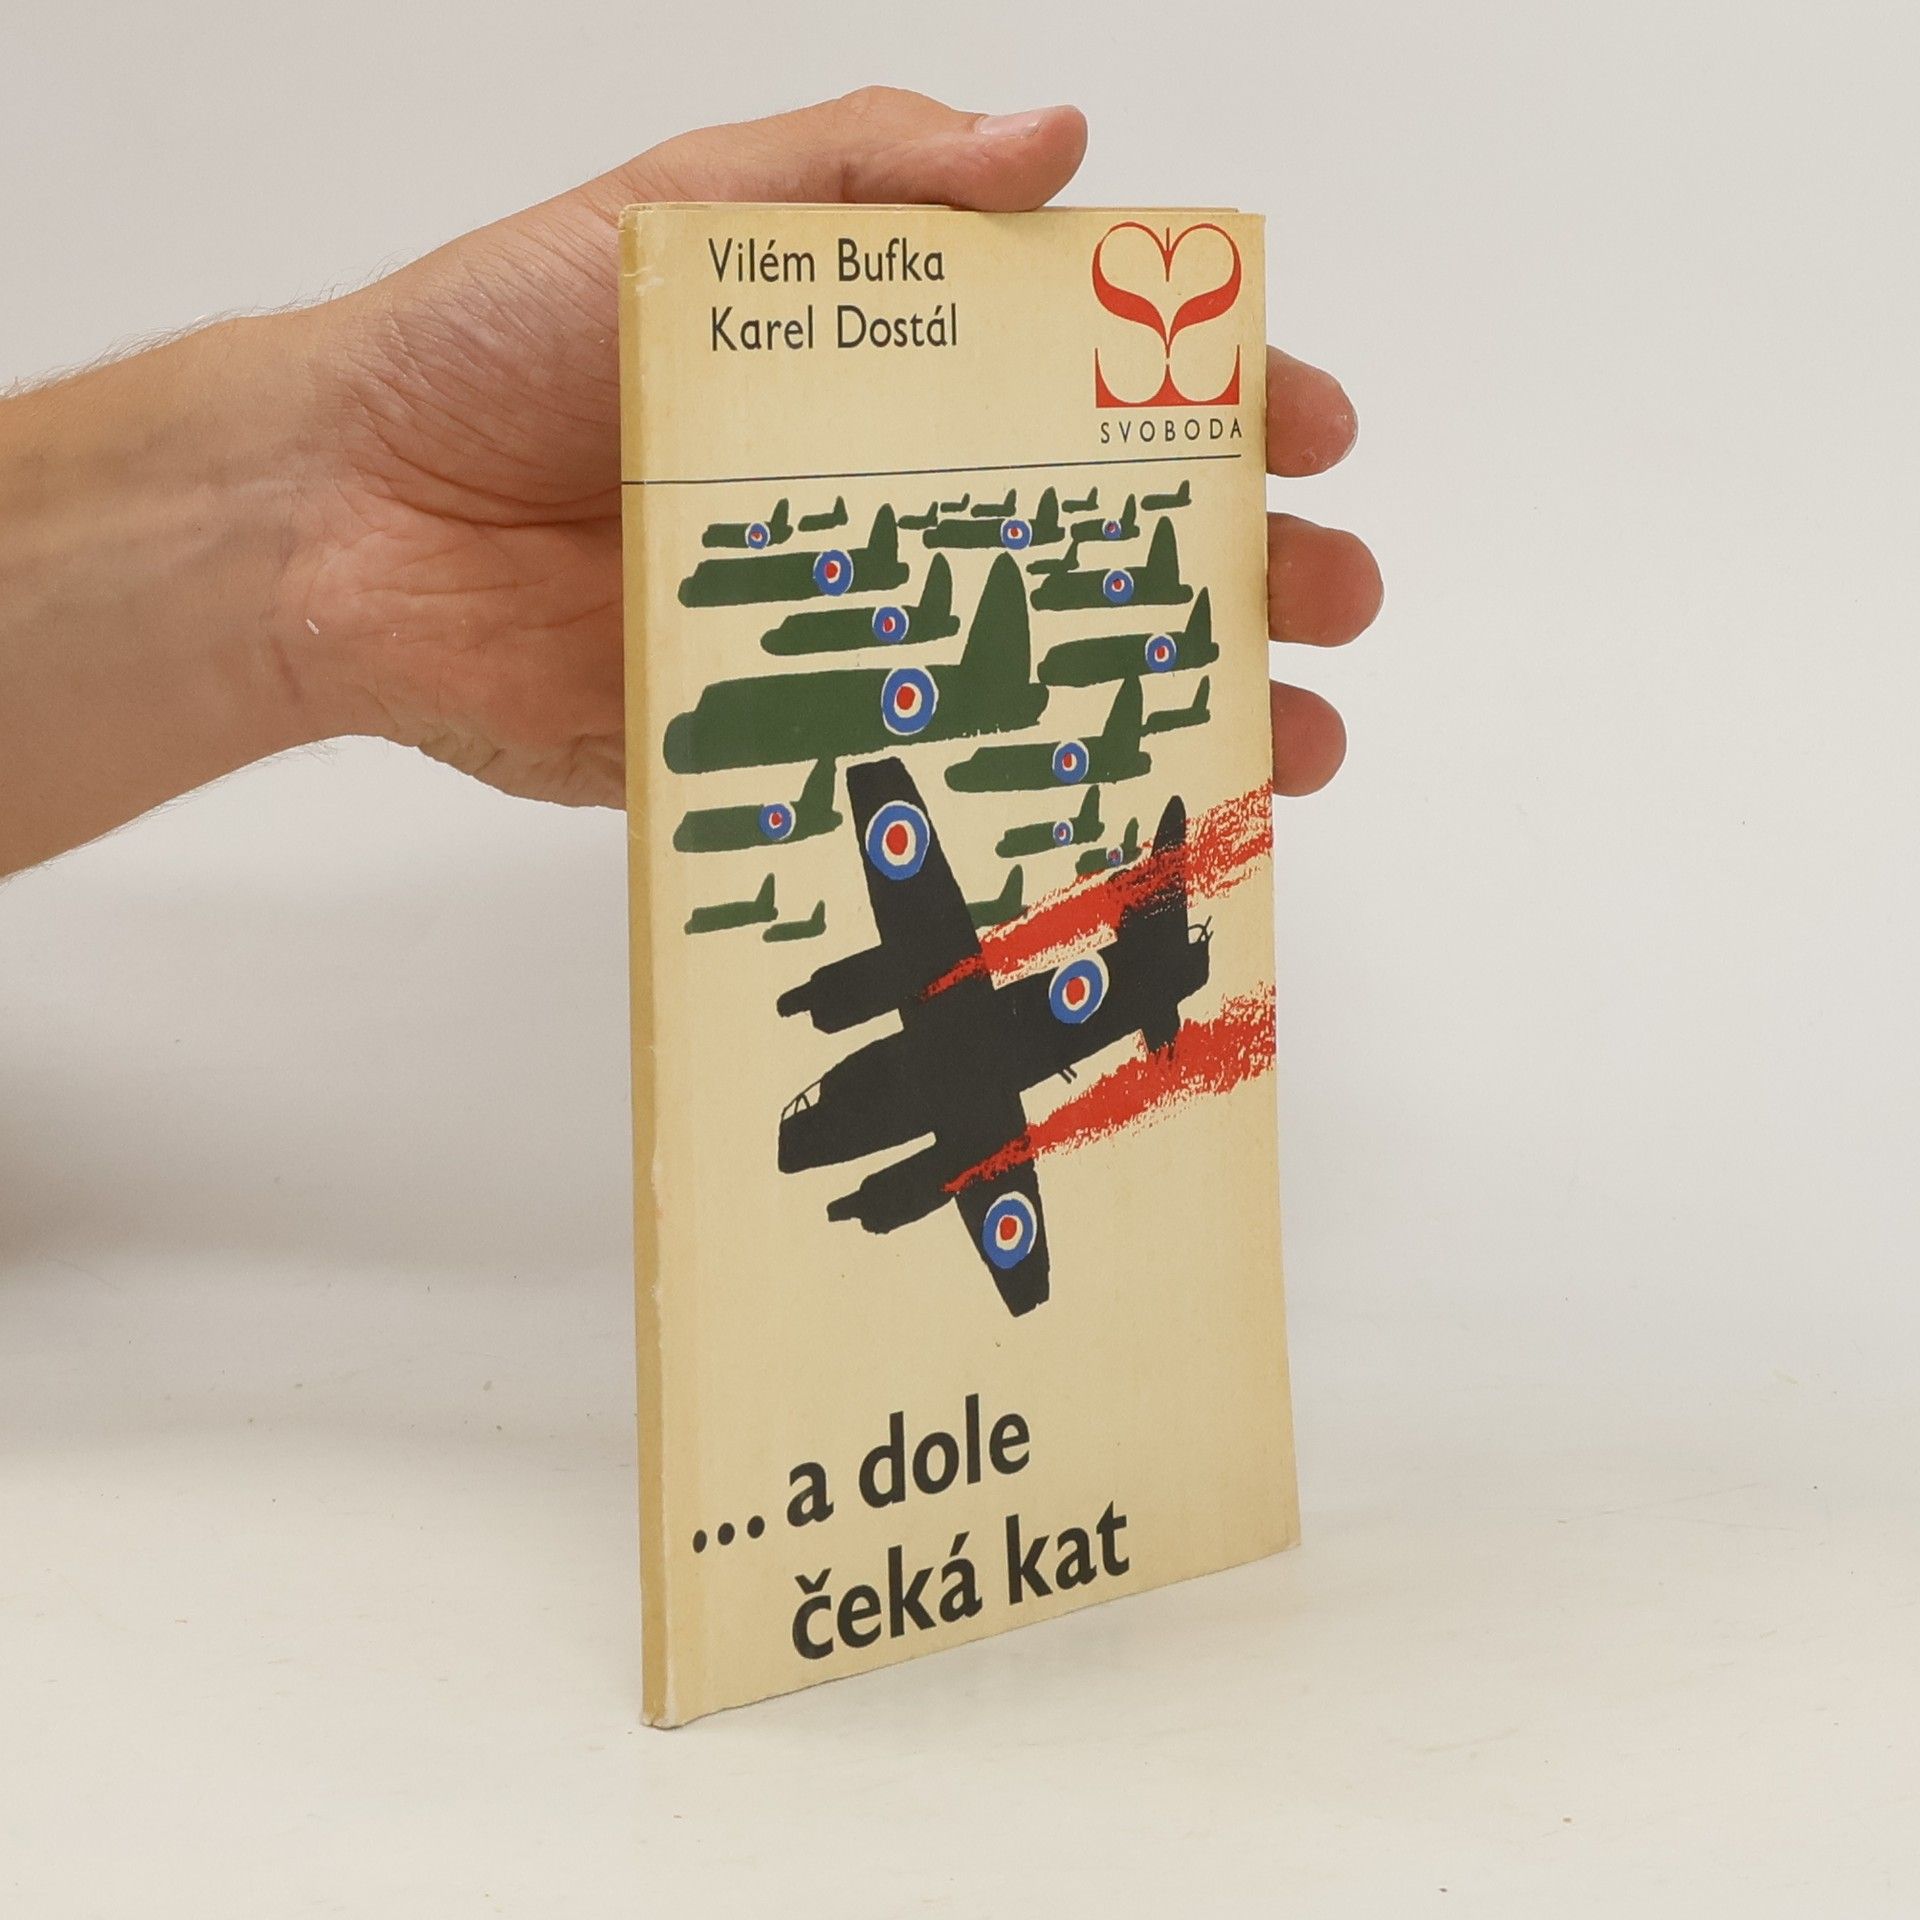 Vilém Bufka
Karel Dostál
SVOBODA
...a dole
čeká kat